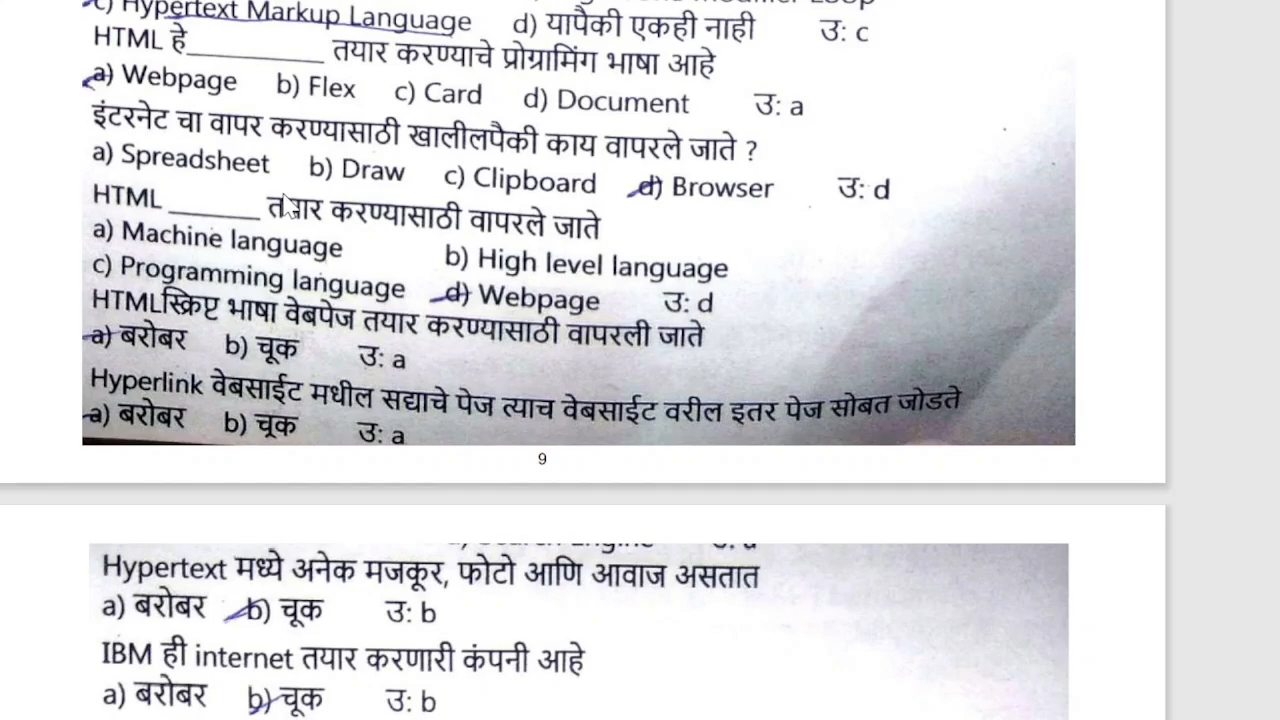 c) Hypertext Markup Language d) यापैकी एकही नाही उ: c
HTML हे__________ तयार करण्याचे प्रोग्रामिंग भाषा आहे
a) Webpage b) Flex c) Card d) Document उ: a
इंटरनेट चा वापर करण्यासाठी खालीलपैकी काय वापरले जाते ?
a) Spreadsheet b) Draw c) Clipboard d) Browser उ: d
HTML _______ तयार करण्यासाठी वापरले जाते
a) Machine language b) High level language
c) Programming language d) Webpage उ: d
HTMLस्क्रिप्ट भाषा वेबपेज तयार करण्यासाठी वापरली जाते
a) बरोबर b) चूक उ: a
Hyperlink वेबसाईट मधील सद्याचे पेज त्याच वेबसाईट वरील इतर पेज सोबत जोडते
a) बरोबर b) चूक उ: a
9
Hypertext मध्ये अनेक मजकूर, फोटो आणि आवाज असतात
a) बरोबर b) चूक उ: b
IBM ही internet तयार करणारी कंपनी आहे
a) बरोबर b) चूक उ: b